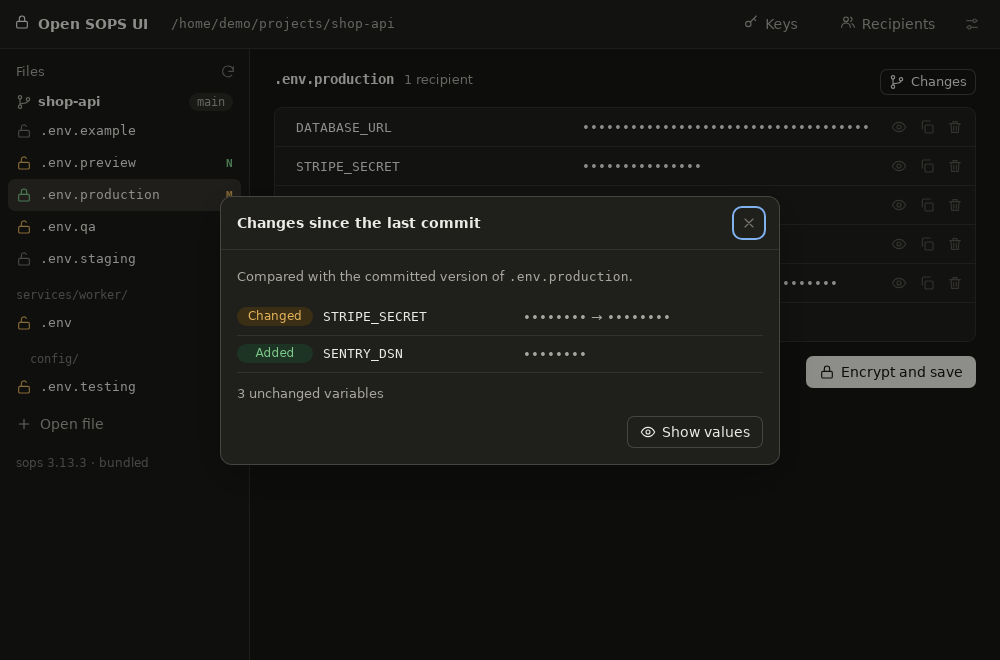 Open SOPS UI /home/demo/projects/shop-api Keys Recipients
Files
shop-api main
.env.example
.env.preview N
.env.production M
.env.qa
.env.staging
services/worker/
.env
config/
.env.testing
Open file
sops 3.13.3 · bundled
.env.production 1 recipient Changes
DATABASE_URL ••••••••••••••••••••••••••••••••••••
STRIPE_SECRET •••••••••••••••
Encrypt and save
Changes since the last commit
Compared with the committed version of .env.production.
Changed STRIPE_SECRET •••••••• → ••••••••
Added SENTRY_DSN ••••••••
3 unchanged variables
Show values